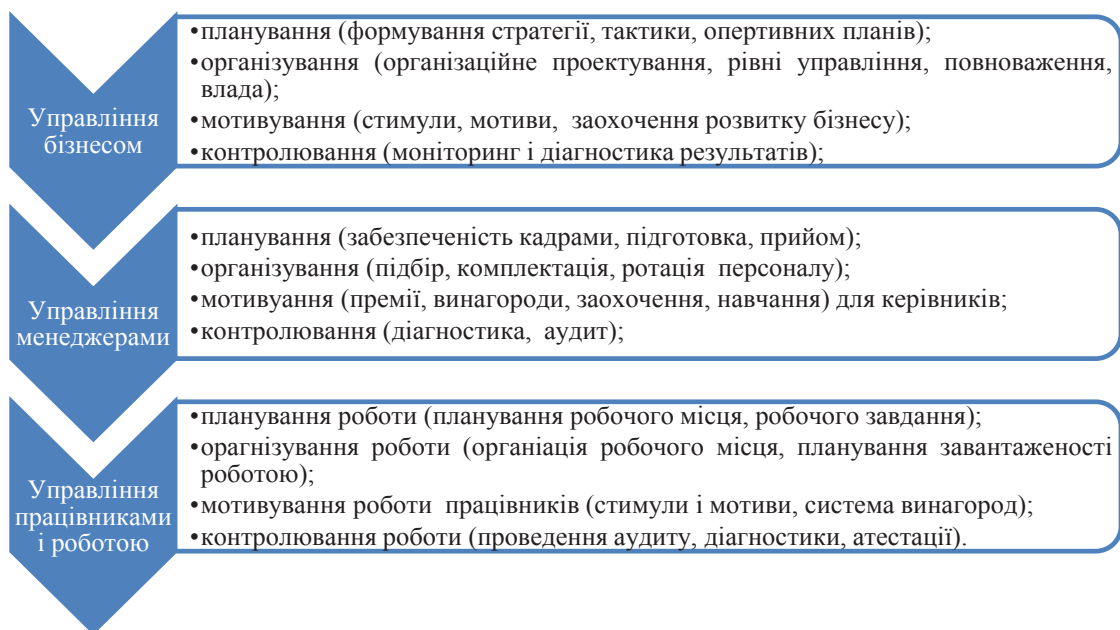 Управління
бізнесом
•планування (формування стратегії, тактики, опертивних планів);
•організування (організаційне проектування, рівні управління, повноваження,
влада);
•мотивування (стимули, мотиви, заохочення розвитку бізнесу);
•контролювання (моніторинг і діагностика результатів);
Управління
менеджерами
•планування (забезпеченість кадрами, підготовка, прийом);
•організування (підбір, комплектація, ротація персоналу);
•мотивуання (премії, винагороди, заохочення, навчання) для керівників;
•контролювання (діагностика, аудит);
Управління
працівниками
і роботою
•планування роботи (планування робочого місця, робочого завдання);
•орагнізування роботи (органіація робочого місця, планування завантаженості
роботою);
•мотивування роботи працівників (стимули і мотиви, система винагород);
•контролювання роботи (проведення аудиту, діагностики, атестації).